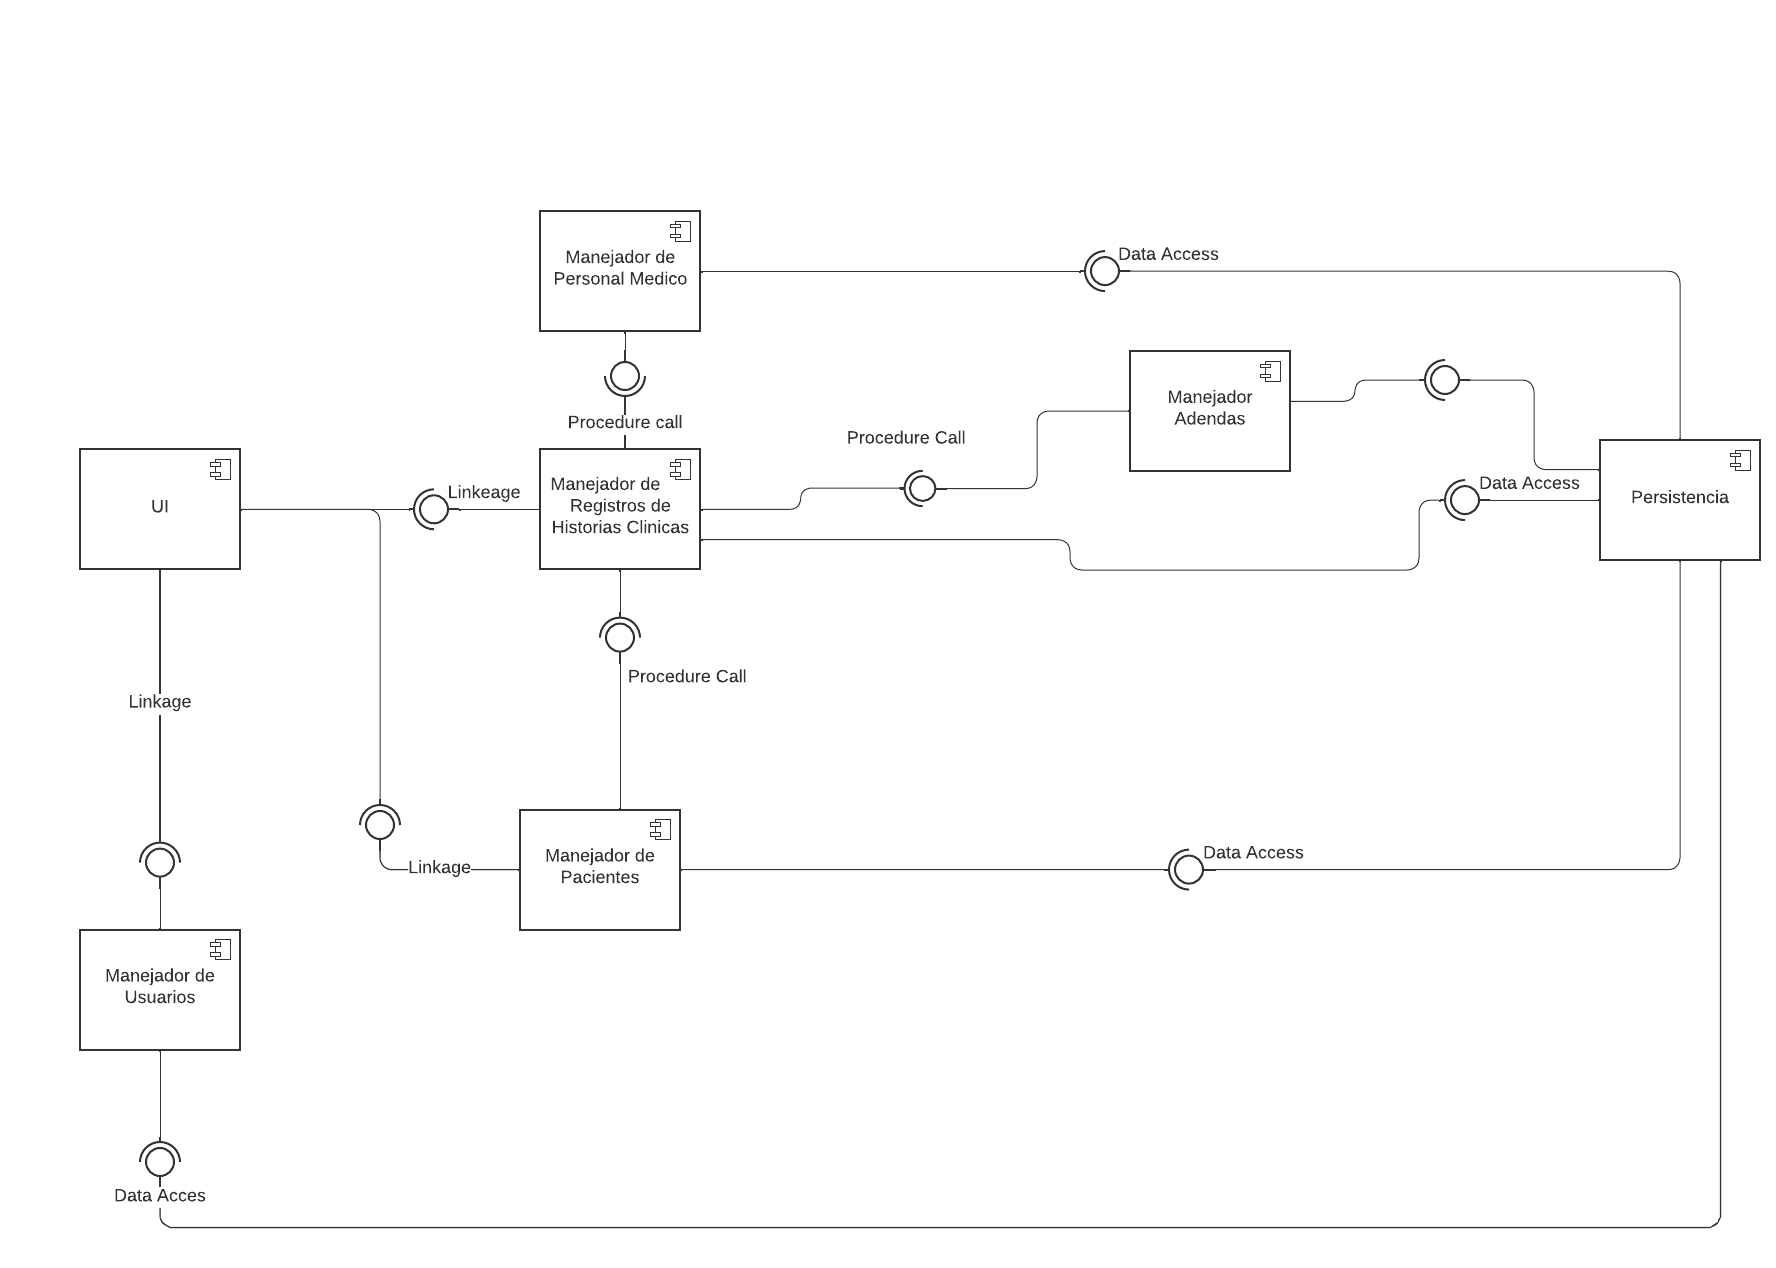 Manejador de
Personal Medico
Data Access
Manejador
Adendas
Procedure call
Procedure Call
UI
Linkeage
Manejador de
Registros de
Historias Clinicas
Data Access
Persistencia
Procedure Call
Linkage
Linkage
Manejador de
Pacientes
Data Access
Manejador de
Usuarios
Data Acces